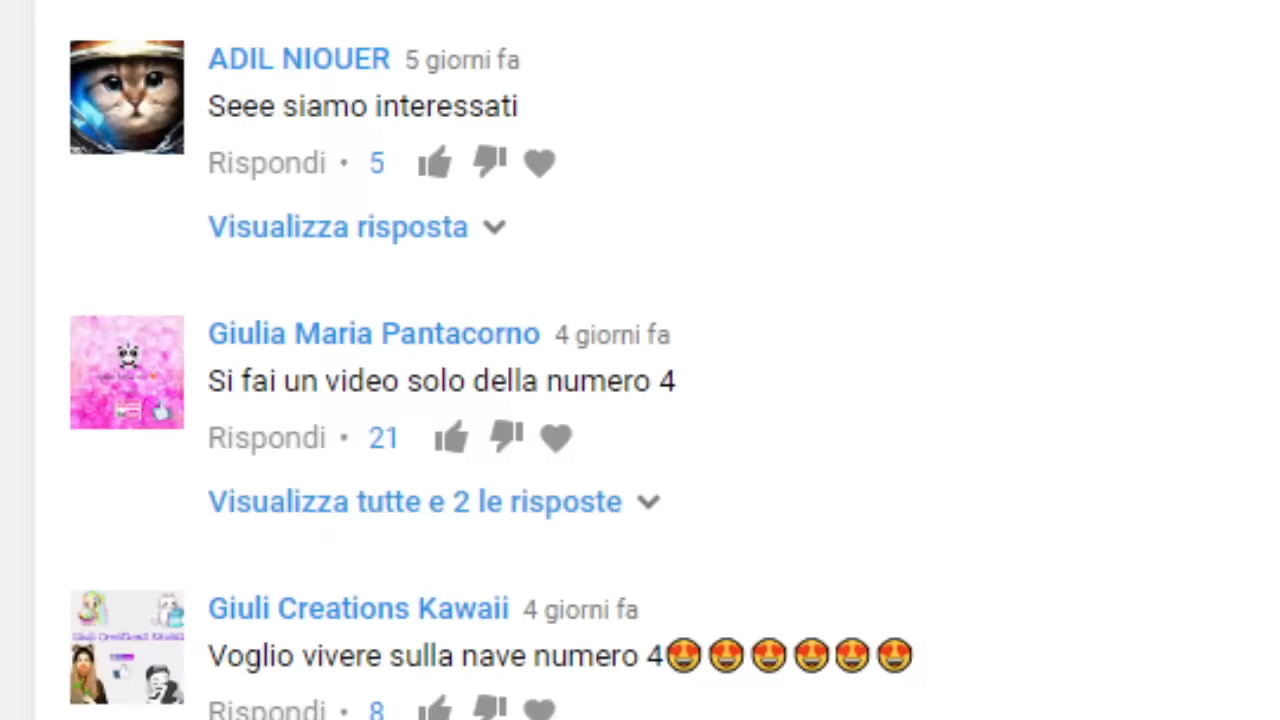 ADIL NIOUER 5 giorni fa
Seee siamo interessati
Rispondi • 5
Visualizza risposta
Giulia Maria Pantacorno 4 giorni fa
Si fai un video solo della numero 4
Rispondi • 21
Visualizza tutte e 2 le risposte
Giuli Creations Kawaii 4 giorni fa
Voglio vivere sulla nave numero 4😍😍😍😍😍😍
Rispondi • 8